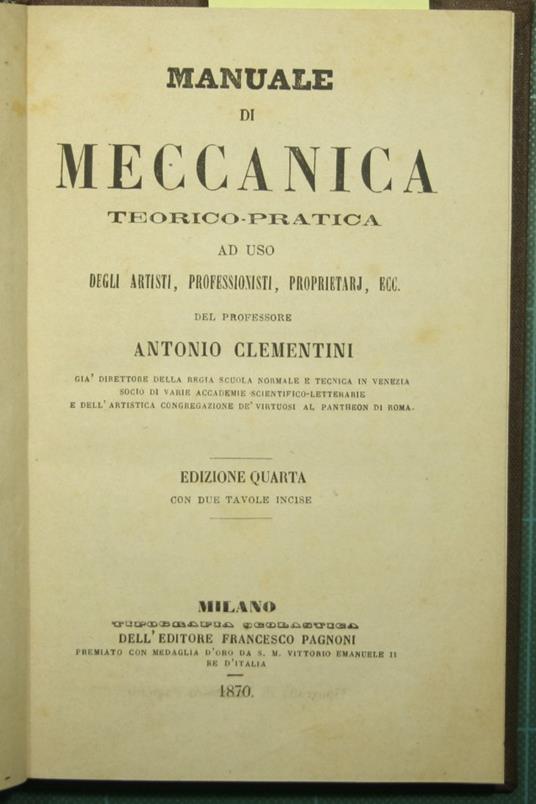 MANUALE
DI
MECCANICA
TEORICO-PRATICA
AD USO
DEGLI ARTISTI, PROFESSIONISTI, PROPRIETARJ, ECC.
DEL PROFESSORE
ANTONIO CLEMENTINI
GIA' DIRETTORE DELLA REGIA SCUOLA NORMALE E TECNICA IN VENEZIA
SOCIO DI VARIE ACCADEMIE SCIENTIFICO-LETTERARIE
E DELL'ARTISTICA CONGREGAZIONE DE' VIRTUOSI AL PANTHEON DI ROMA.
EDIZIONE QUARTA
CON DUE TAVOLE INCISE
MILANO
TIPOGRAFIA SCOLASTICA
DELL'EDITORE FRANCESCO PAGNONI
PREMIATO CON MEDAGLIA D'ORO DA S. M. VITTORIO EMANUELE II
RE D'ITALIA
1870.